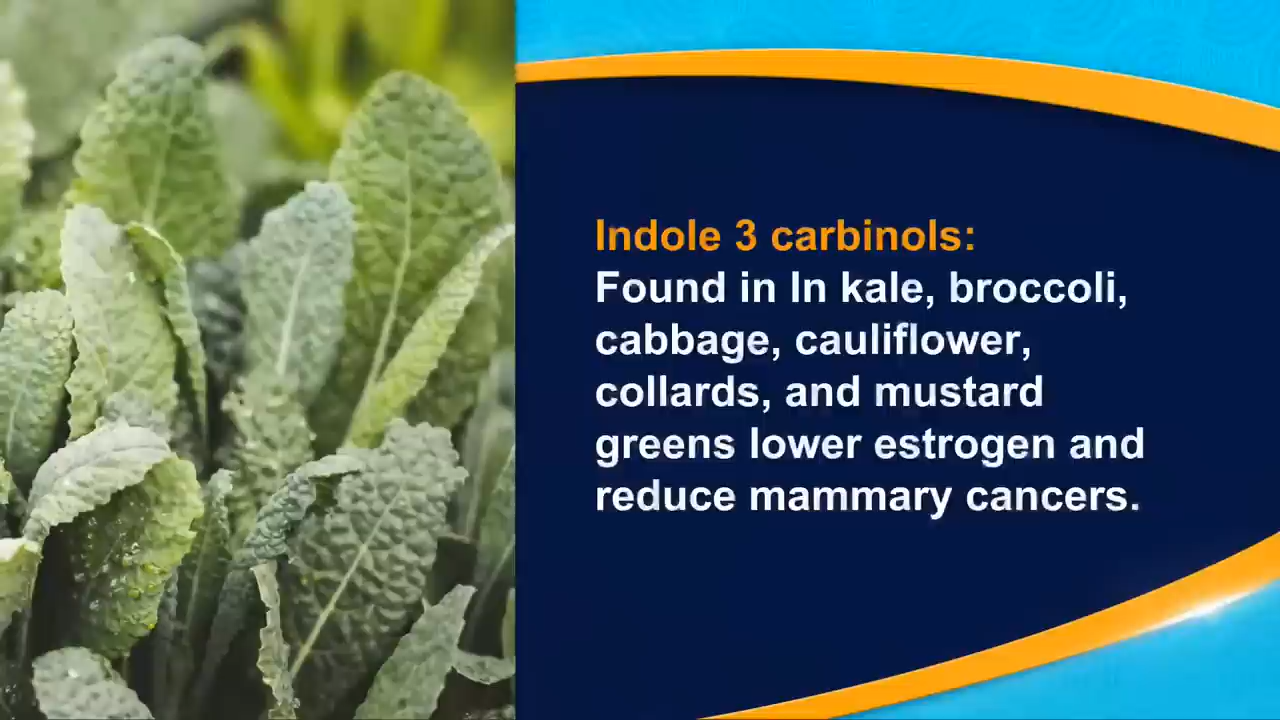 Indole 3 carbinols:
Found in In kale, broccoli,
cabbage, cauliflower,
collards, and mustard
greens lower estrogen and
reduce mammary cancers.